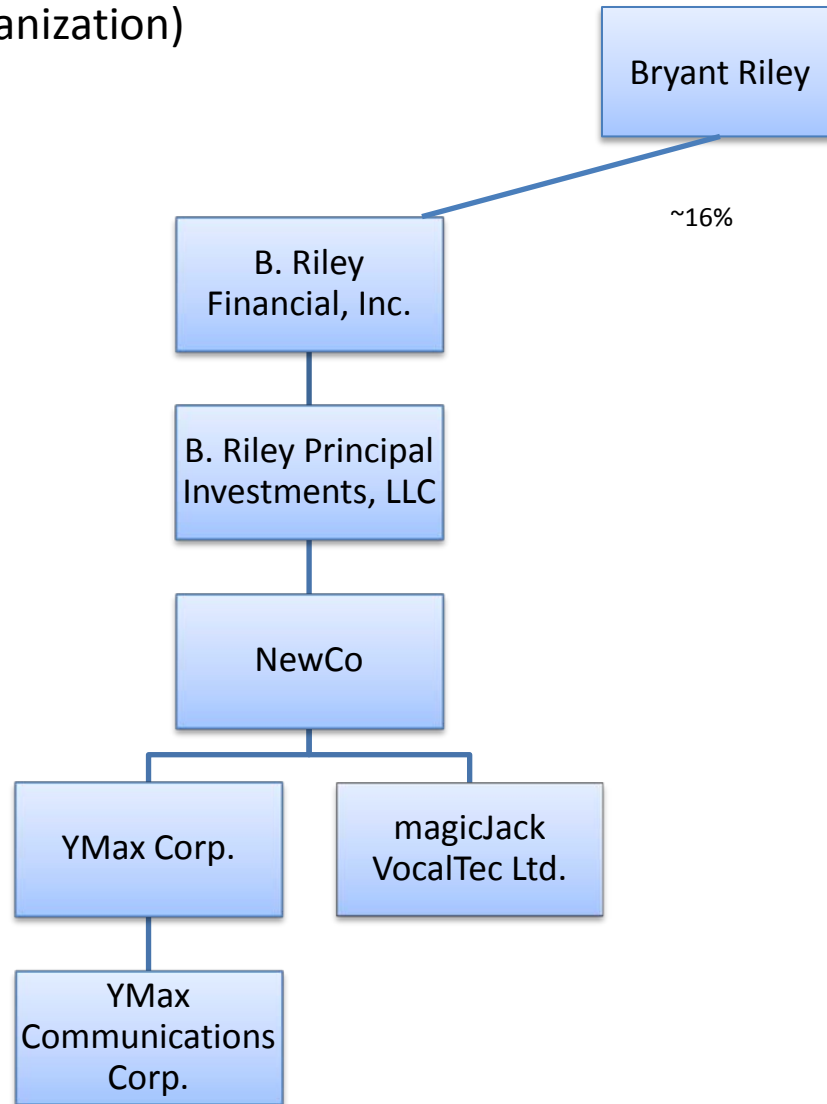 anization)
Bryant Riley
~16%
B. Riley
Financial, Inc.
B. Riley Principal
Investments, LLC
NewCo
YMax Corp.
magicJack
VocalTec Ltd.
YMax
Communications
Corp.